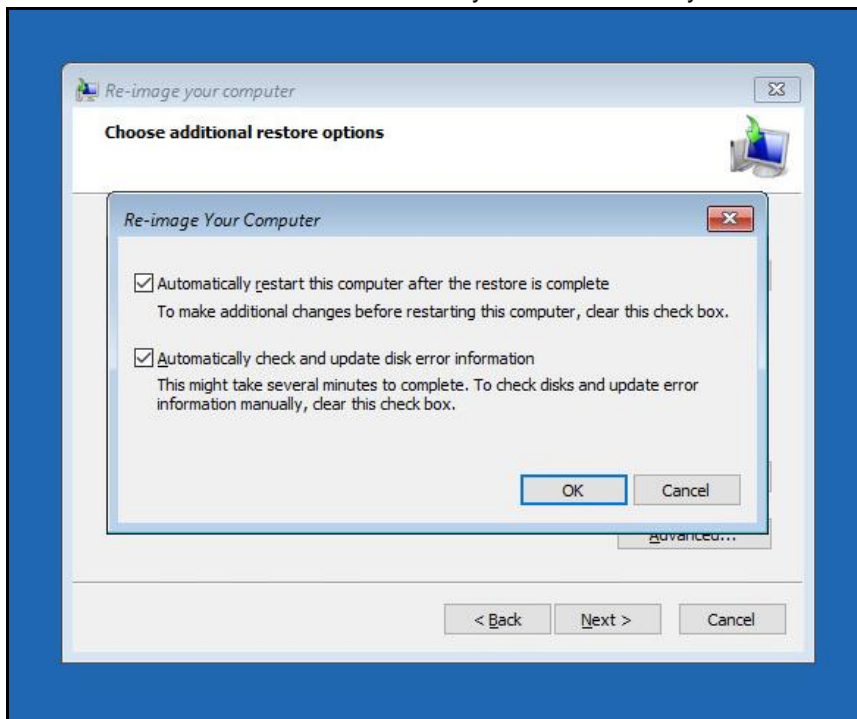 Re-image your computer
Choose additional restore options
Re-image Your Computer
Automatically restart this computer after the restore is complete
To make additional changes before restarting this computer, clear this check box.
Automatically check and update disk error information
This might take several minutes to complete. To check disks and update error
information manually, clear this check box.
OK Cancel
Advanced...
< Back Next > Cancel